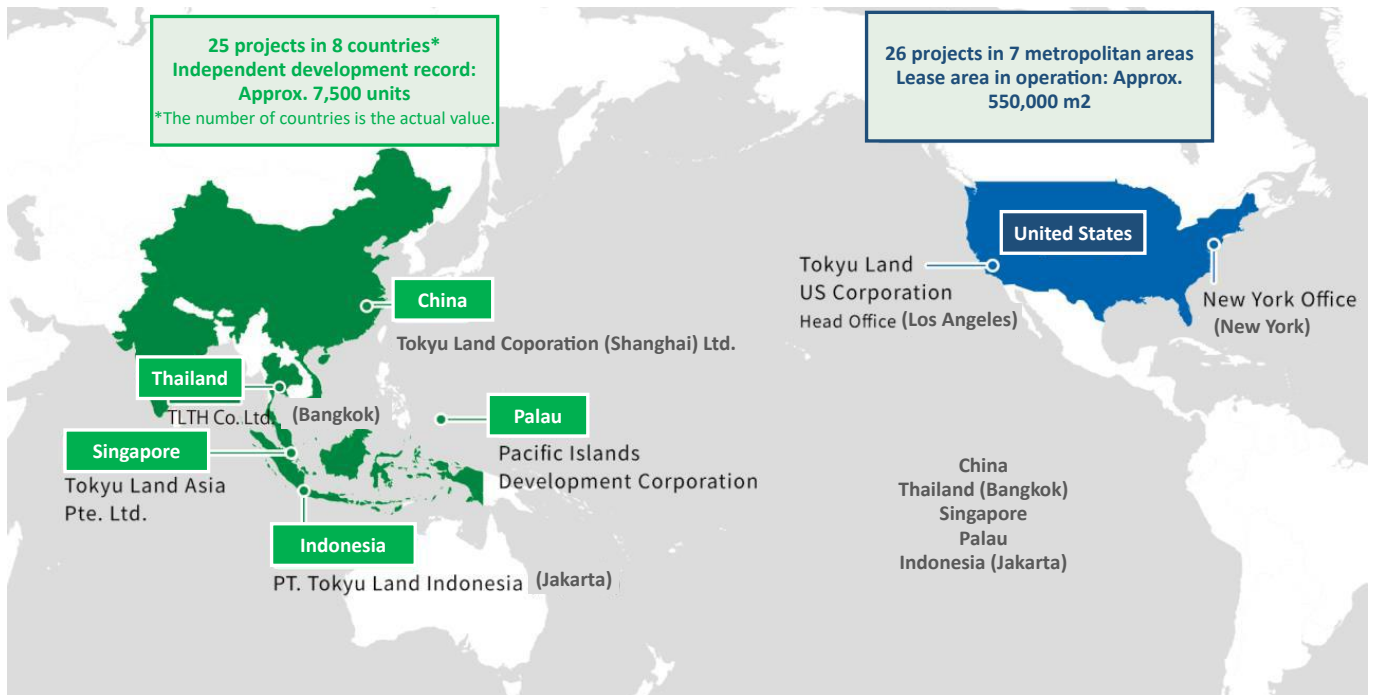 25 projects in 8 countries*
Independent development record:
Approx. 7,500 units
*The number of countries is the actual value.
26 projects in 7 metropolitan areas
Lease area in operation: Approx.
550,000 m2
United States
Tokyu Land
US Corporation
Head Office (Los Angeles)
New York Office
(New York)
China
Tokyu Land Coporation (Shanghai) Ltd.
Thailand
TLTH Co. Ltd. (Bangkok)
Palau
Pacific Islands
Development Corporation
Singapore
Tokyu Land Asia
Pte. Ltd.
Indonesia
PT. Tokyu Land Indonesia (Jakarta)
China
Thailand (Bangkok)
Singapore
Palau
Indonesia (Jakarta)